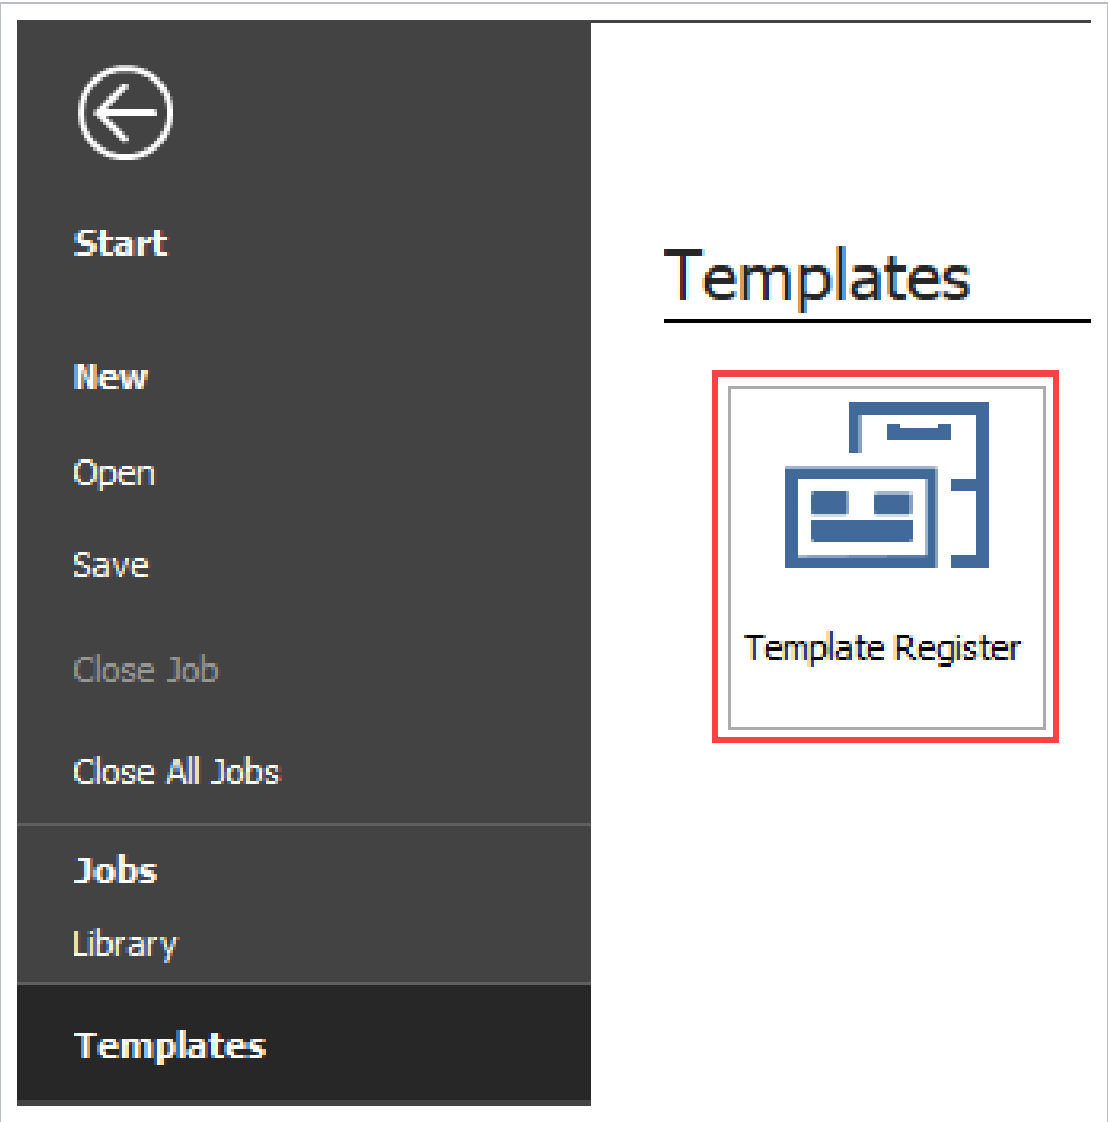 Start
New
Open
Save
Close Job
Close All Jobs
Jobs
Library
Templates
Templates
Template Register